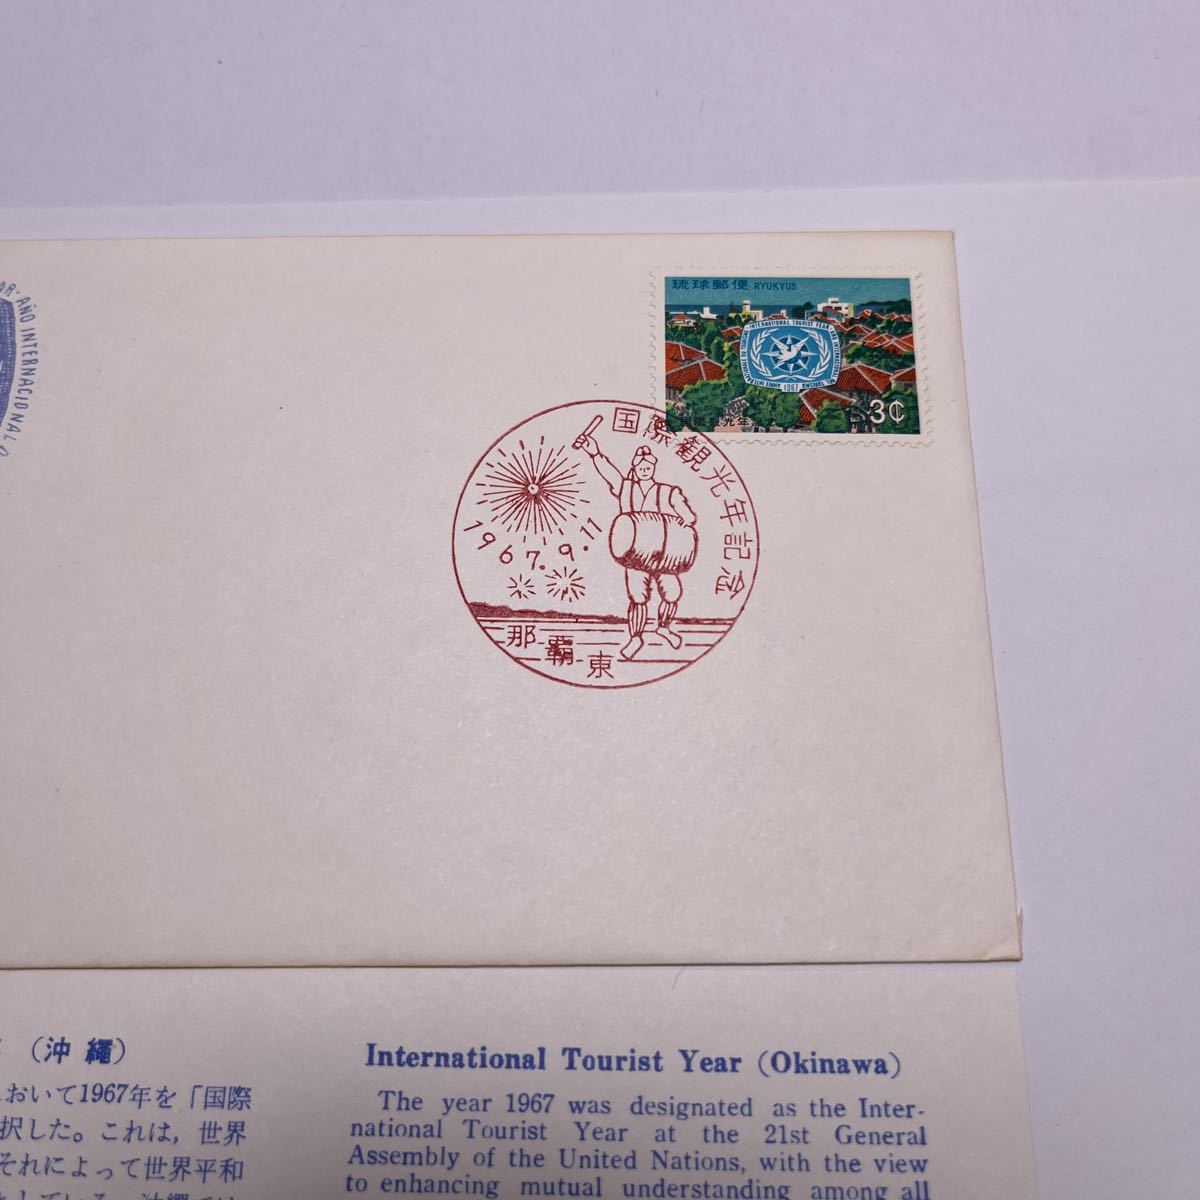 AÑO INTERNACIONAL
琉球郵便 RYUKYUS
INTERNATIONAL TOURIST YEAR
1967
3¢
国際観光年記念
1967.9.11
那覇東
(沖縄)
おいて1967年を「国際
択した。これは,世界
それによって世界平和
International Tourist Year (Okinawa)
The year 1967 was designated as the Inter-
national Tourist Year at the 21st General
Assembly of the United Nations, with the view
to enhancing mutual understanding among all